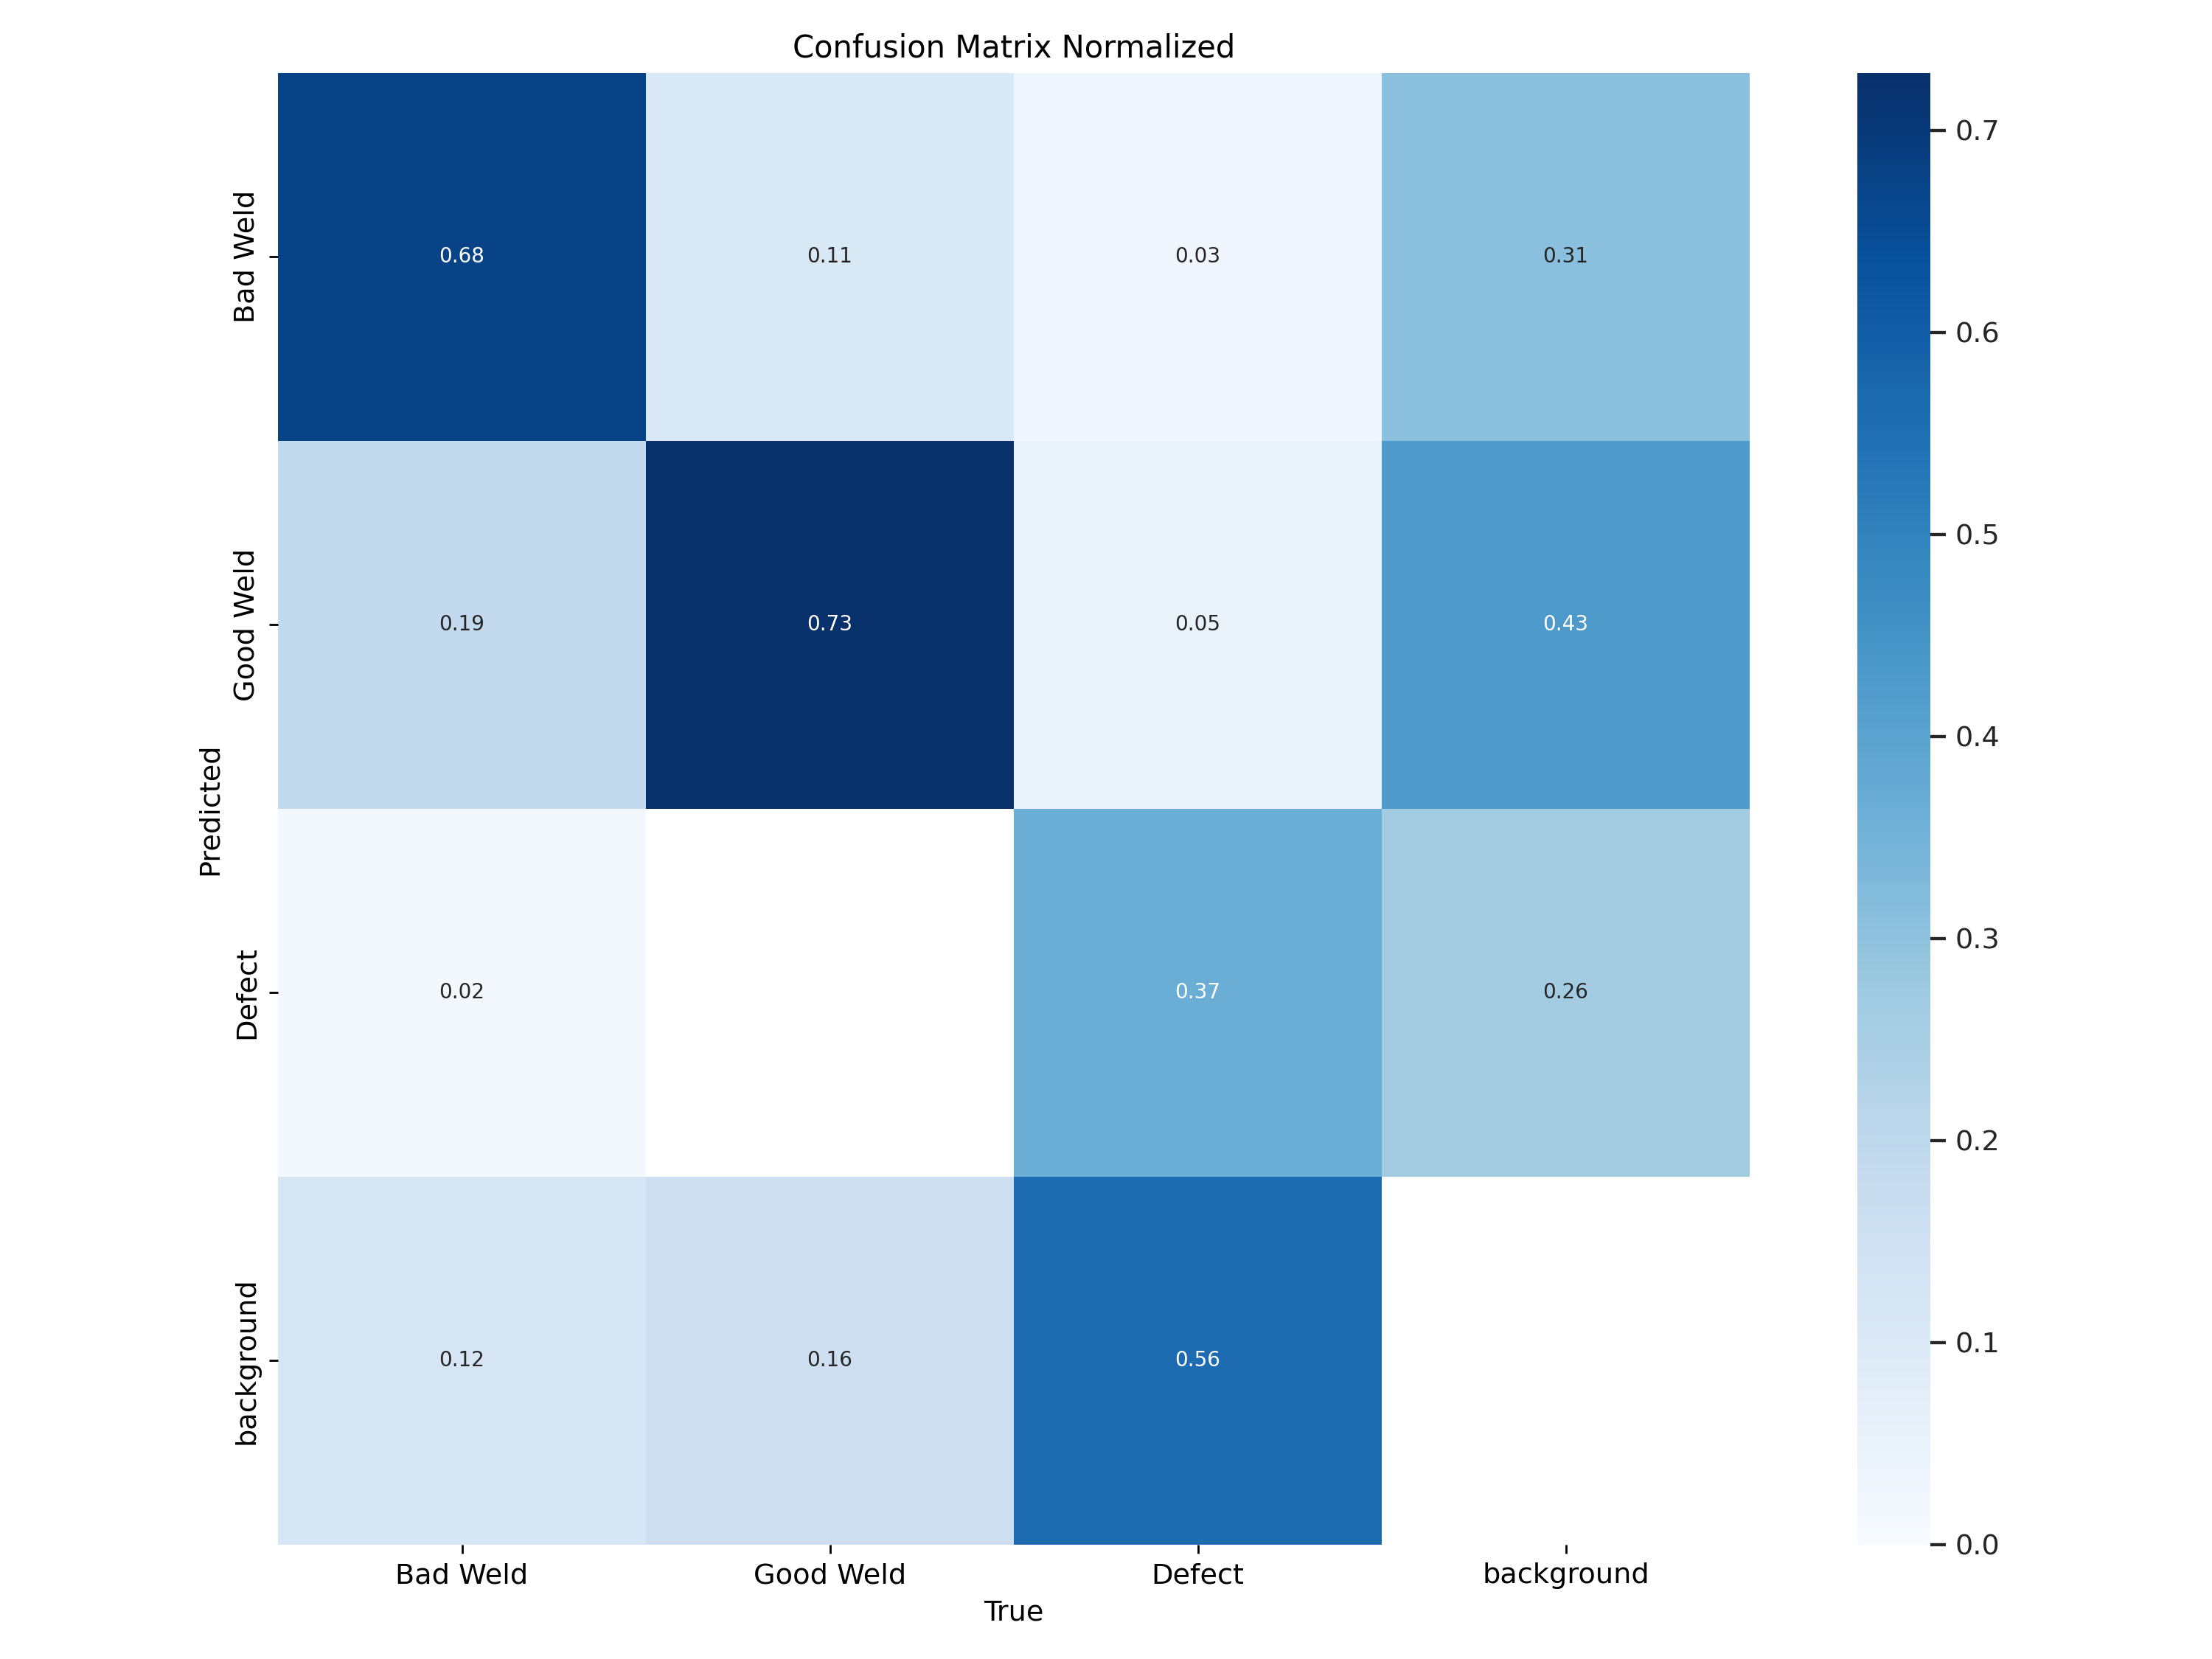 Confusion Matrix Normalized
Predicted
Bad Weld
0.68 0.11 0.03 0.31
Good Weld
0.19 0.73 0.05 0.43
Defect
0.02 0.37 0.26
background
0.12 0.16 0.56
Bad Weld Good Weld Defect background
True
0.7
0.6
0.5
0.4
0.3
0.2
0.1
0.0